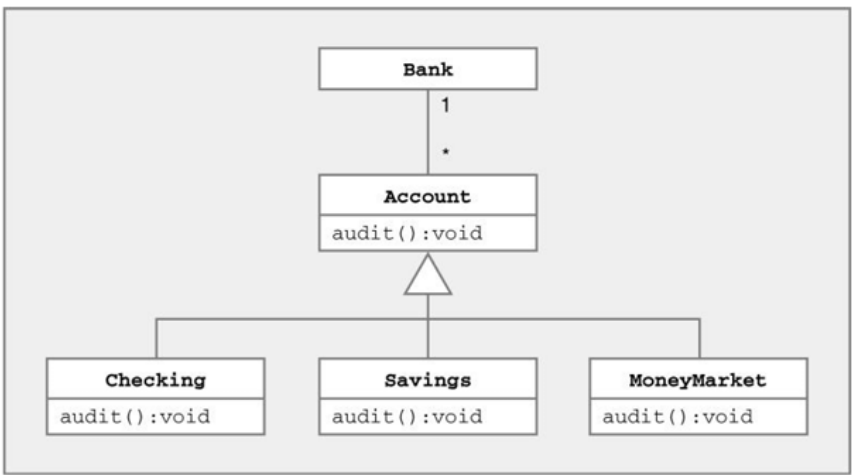 Bank
1
*
Account
audit():void
Checking
audit():void
Savings
audit():void
MoneyMarket
audit():void